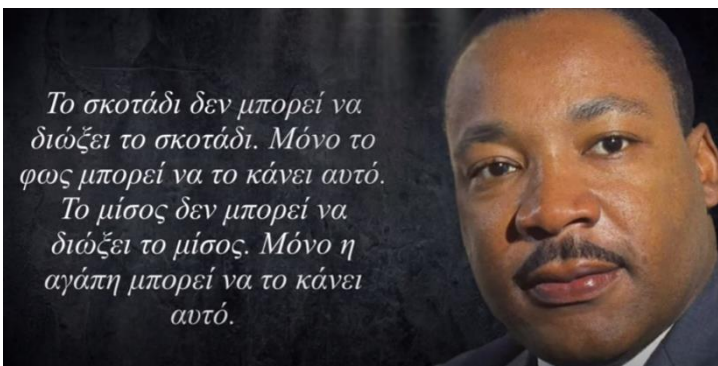 Το σκοτάδι δεν μπορεί να
διώξει το σκοτάδι. Μόνο το
φως μπορεί να το κάνει αυτό.
Το μίσος δεν μπορεί να
διώξει το μίσος. Μόνο η
αγάπη μπορεί να το κάνει
αυτό.